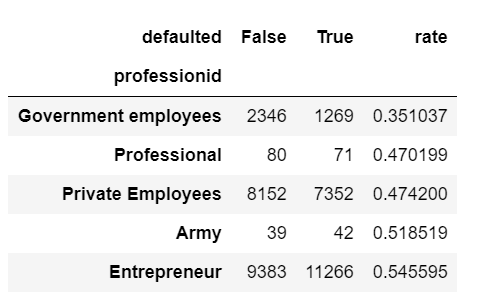 defaulted False True rate
professionid
Government employees 2346 1269 0.351037
Professional 80 71 0.470199
Private Employees 8152 7352 0.474200
Army 39 42 0.518519
Entrepreneur 9383 11266 0.545595